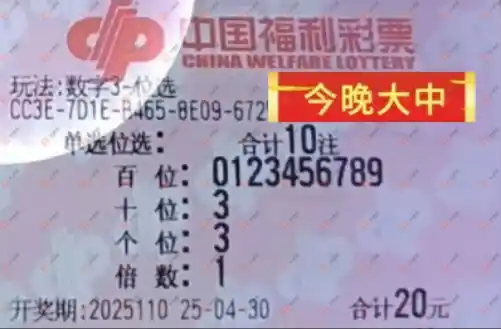 中国福利彩票
CHINA WELFARE LOTTERY
玩法:数字3-位选
CC3E-7D1E-B465-8E09-672
今晚大中
单选位选: 合计10注
百 位: 0123456789
十 位: 3
个 位: 3
倍 数: 1
开奖期:2025110 25-04-30 合计20元